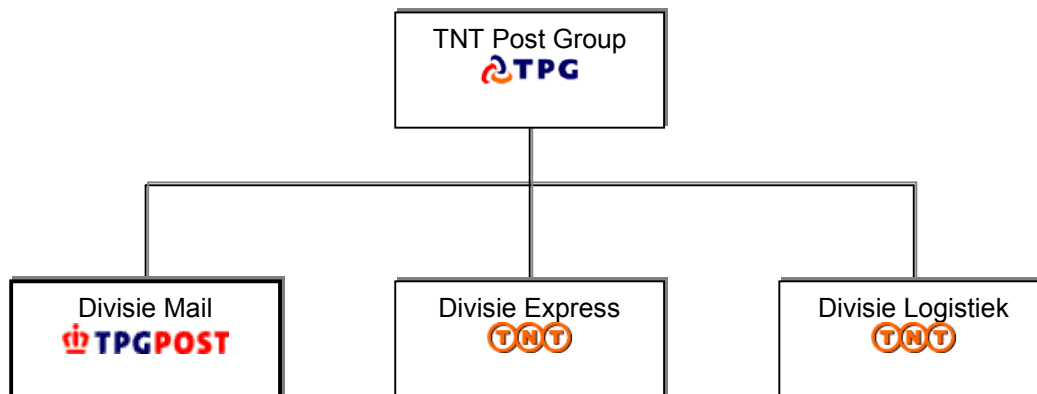 TNT Post Group
TPG
Divisie Mail
TPGPOST
Divisie Express
TNT
Divisie Logistiek
TNT